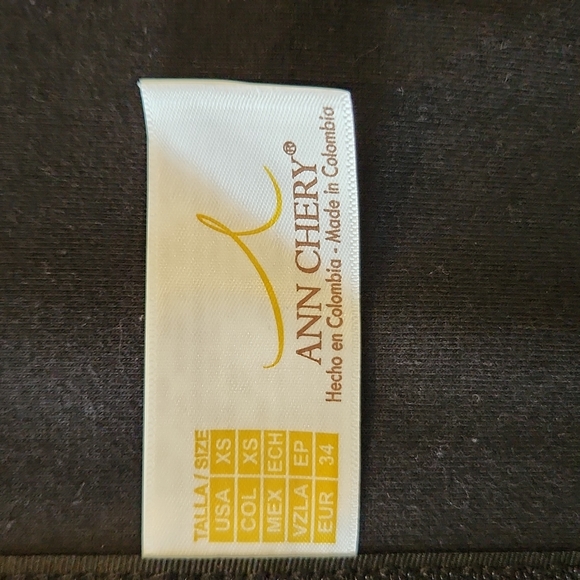 ANN CHERY®
Hecho en Colombia - Made in Colombia
TALLA / SIZE
USA XS
COL XS
MEX ECH
VZLA EP
EUR 34